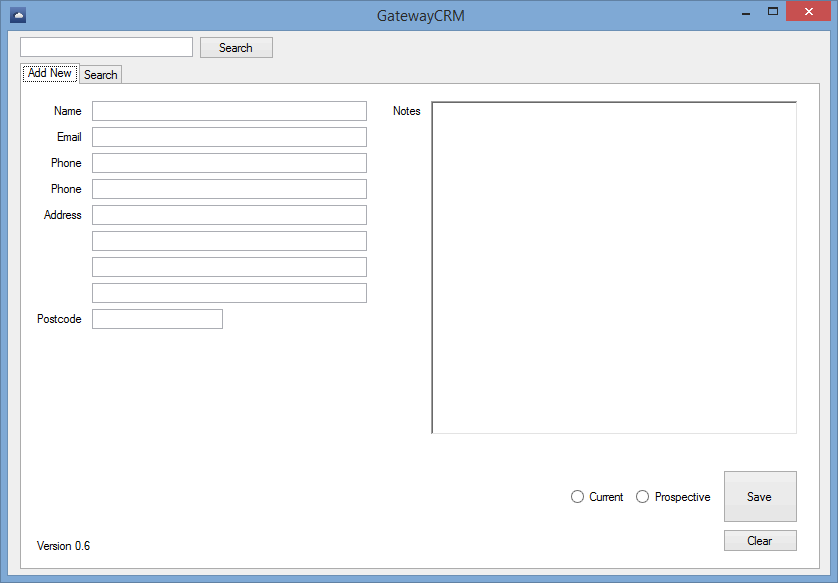 GatewayCRM
Search
Add New Search
Name
Notes
Email
Phone
Phone
Address
Postcode
Current Prospective Save
Clear
Version 0.6